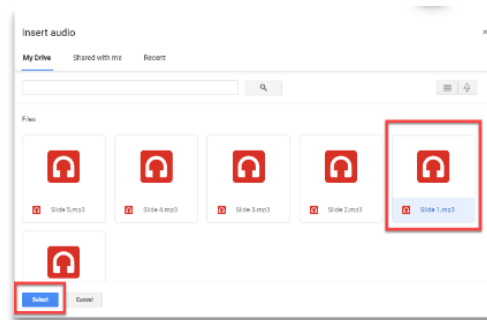 Insert audio
My Drive Shared with me Recent
Files
Slide 5.mp3 Slide 4.mp3 Slide 3.mp3 Slide 2.mp3 Slide 1.mp3
Select Cancel